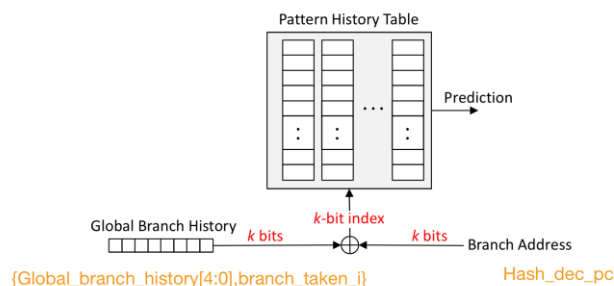 Pattern History Table
Prediction
k-bit index
Global Branch History
k bits
k bits
Branch Address
{Global_branch_history[4:0],branch_taken_i}
Hash_dec_pc